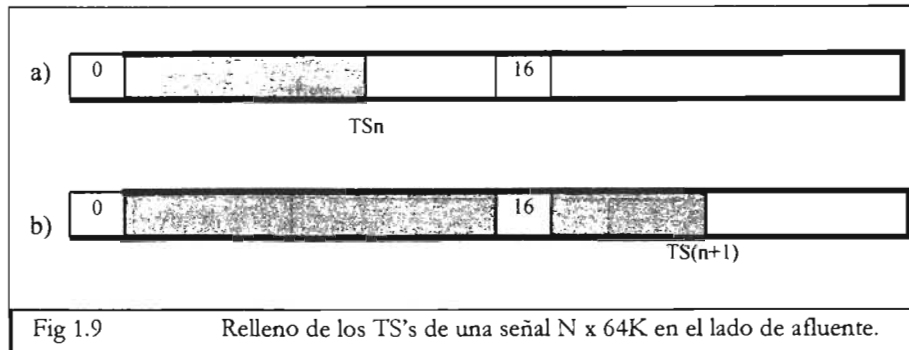 a) 0 16
TSn
b) 0 16
TS(n+1)
Fig 1.9 Relleno de los TS's de una señal N x 64K en el lado de afluente.